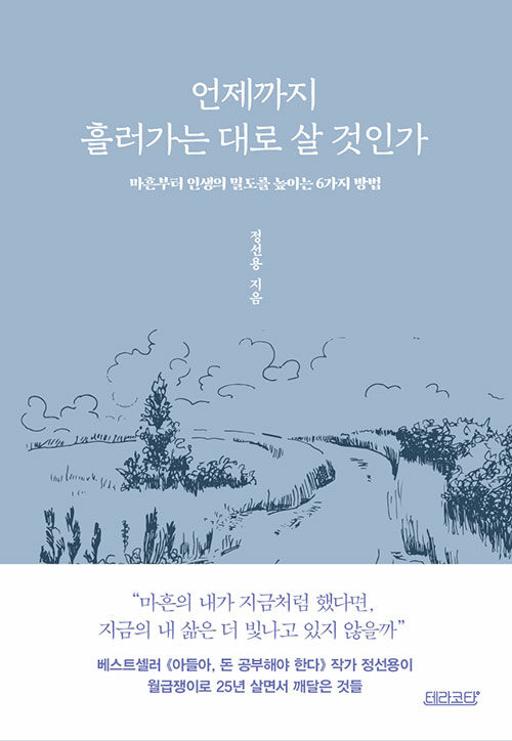 언제까지
흘러가는 대로 살 것인가
마흔부터 인생의 밀도를 높이는 6가지 방법
정선용 지음
“마흔의 내가 지금처럼 했다면,
지금의 내 삶은 더 빛나고 있지 않을까”
베스트셀러 《아들아, 돈 공부해야 한다》 작가 정선용이
월급쟁이로 25년 살면서 깨달은 것들
테라코타